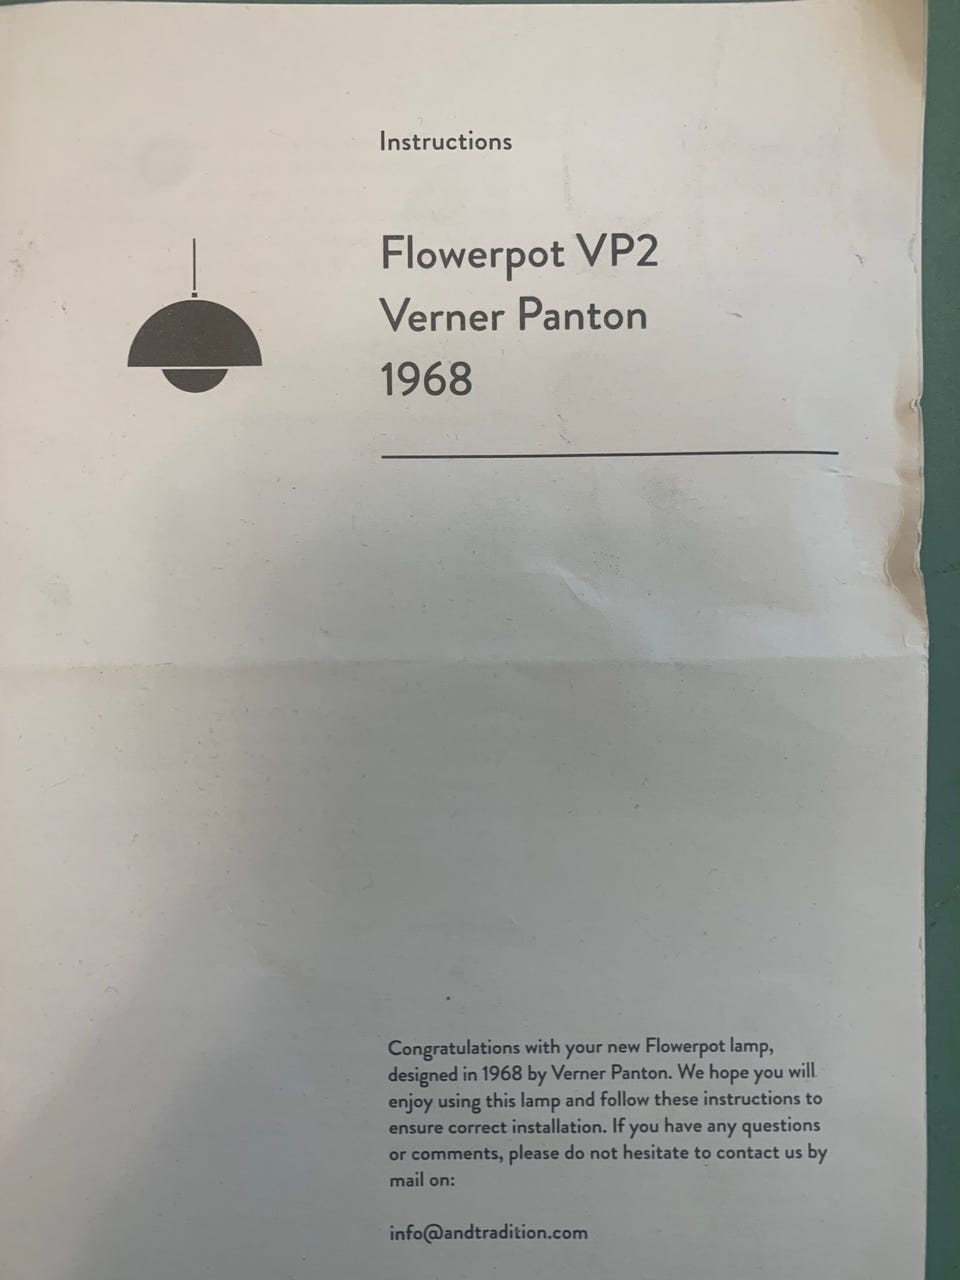 Instructions
Flowerpot VP2
Verner Panton
1968
Congratulations with your new Flowerpot lamp,
designed in 1968 by Verner Panton. We hope you will
enjoy using this lamp and follow these instructions to
ensure correct installation. If you have any questions
or comments, please do not hesitate to contact us by
mail on:
info@andtradition.com